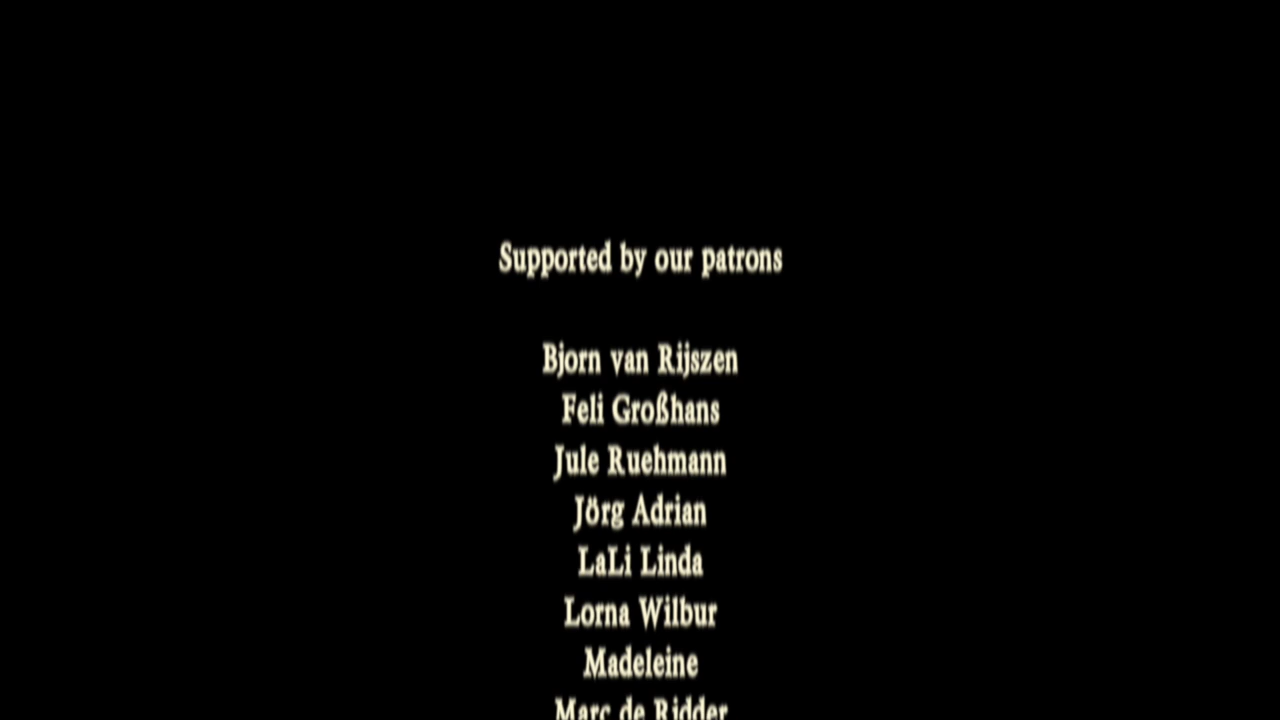 Supported by our patrons
Bjorn van Rijszen
Feli Großhans
Jule Ruehmann
Jörg Adrian
LaLi Linda
Lorna Wilbur
Madeleine
Marc de Ridder